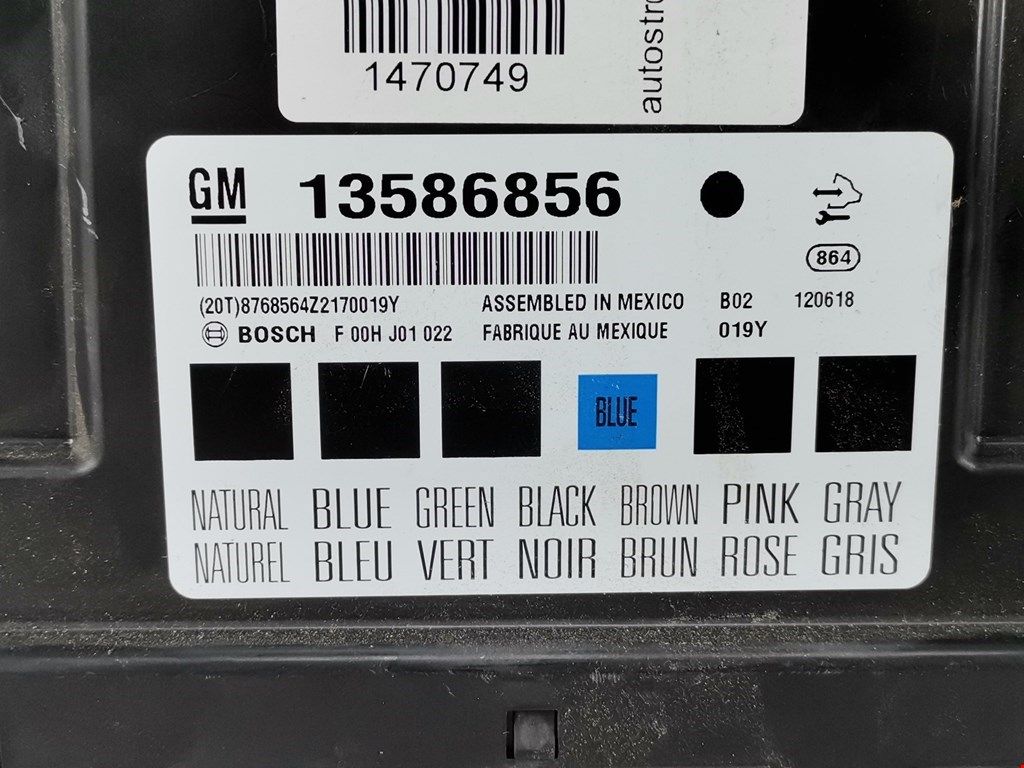 1470749
autostro
GM 13586856
864
(20T)8768564Z2170019Y ASSEMBLED IN MEXICO B02 120618
BOSCH F 00H J01 022 FABRIQUE AU MEXIQUE 019Y
BLUE
NATURAL BLUE GREEN BLACK BROWN PINK GRAY
NATUREL BLEU VERT NOIR BRUN ROSE GRIS